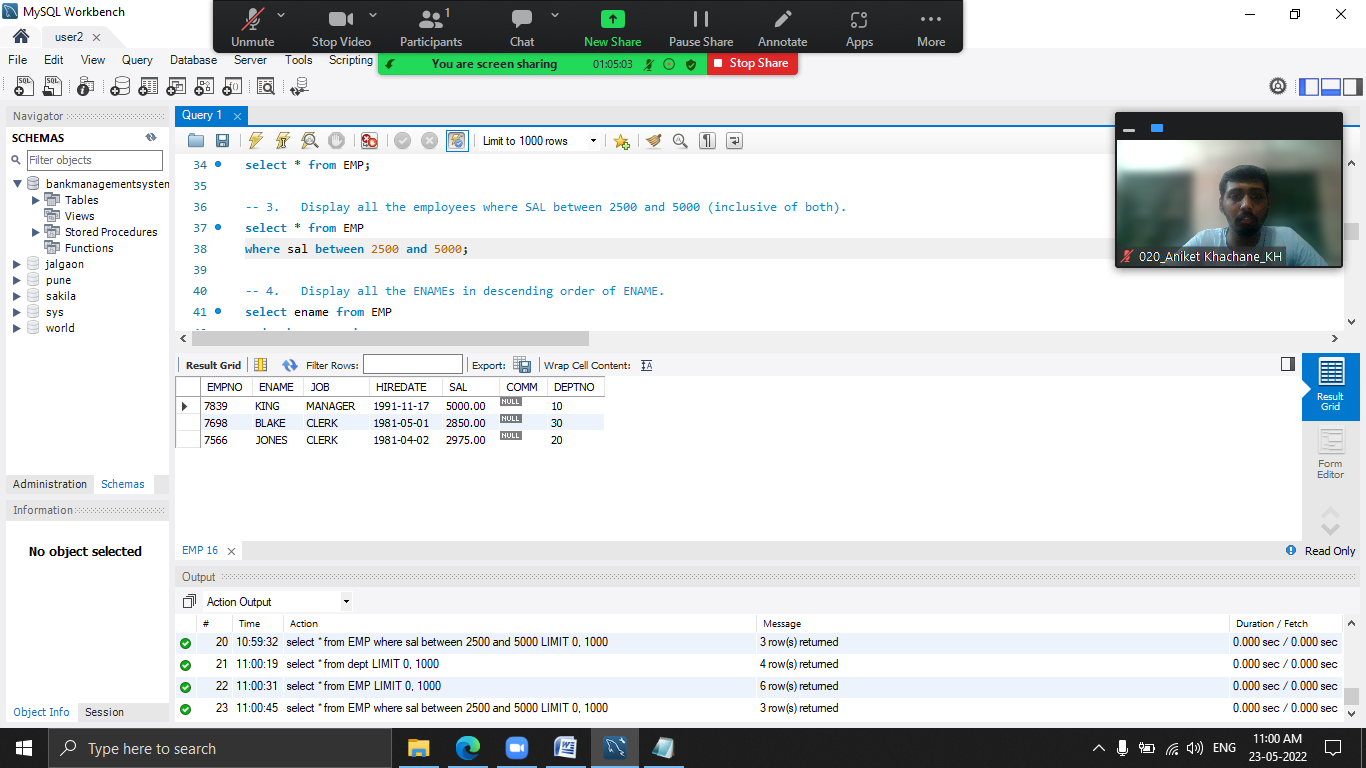 MySQL Workbench
user2
Unmute Stop Video 1 Participants Chat New Share Pause Share Annotate Apps More
You are screen sharing 01:05:03 Stop Share
File Edit View Query Database Server Tools Scripting
Navigator
SCHEMAS
Filter objects
bankmanagementsystem
Tables
Views
Stored Procedures
Functions
jalgaon
pune
sakila
sys
world
Administration Schemas
Information
No object selected
Object Info Session
Query 1
Limit to 1000 rows
34 select * from EMP;
35
36 -- 3. Display all the employees where SAL between 2500 and 5000 (inclusive of both).
37 select * from EMP
38 where sal between 2500 and 5000;
39
40 -- 4. Display all the ENAMEs in descending order of ENAME.
41 select ename from EMP
020_Aniket Khachane_KH
Result Grid Filter Rows: Export: Wrap Cell Content:
EMPNO ENAME JOB HIREDATE SAL COMM DEPTNO
7839 KING MANAGER 1991-11-17 5000.00 NULL 10
7698 BLAKE CLERK 1981-05-01 2850.00 NULL 30
7566 JONES CLERK 1981-04-02 2975.00 NULL 20
Result
Grid
Form
Editor
EMP 16
Read Only
Output
Action Output
# Time Action Message Duration / Fetch
20 10:59:32 select * from EMP where sal between 2500 and 5000 LIMIT 0, 1000 3 row(s) returned 0.000 sec / 0.000 sec
21 11:00:19 select * from dept LIMIT 0, 1000 4 row(s) returned 0.000 sec / 0.000 sec
22 11:00:31 select * from EMP LIMIT 0, 1000 6 row(s) returned 0.000 sec / 0.000 sec
23 11:00:45 select * from EMP where sal between 2500 and 5000 LIMIT 0, 1000 3 row(s) returned 0.000 sec / 0.000 sec
Type here to search
ENG
11:00 AM
23-05-2022